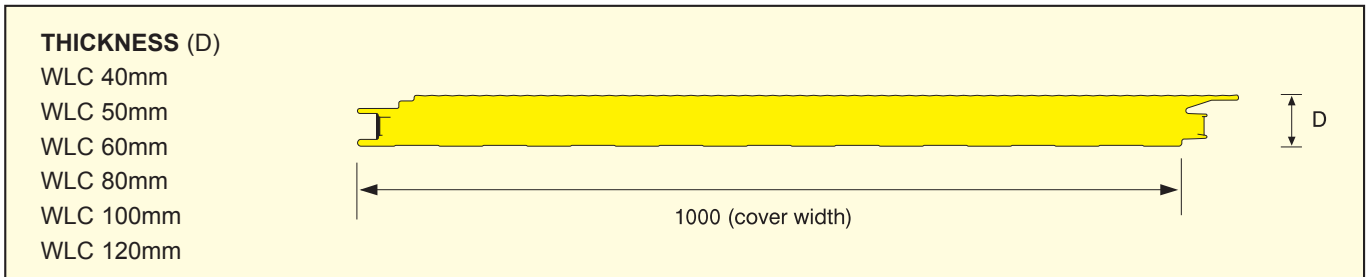 THICKNESS (D)
WLC 40mm
WLC 50mm
WLC 60mm
WLC 80mm
WLC 100mm
WLC 120mm
D
1000 (cover width)